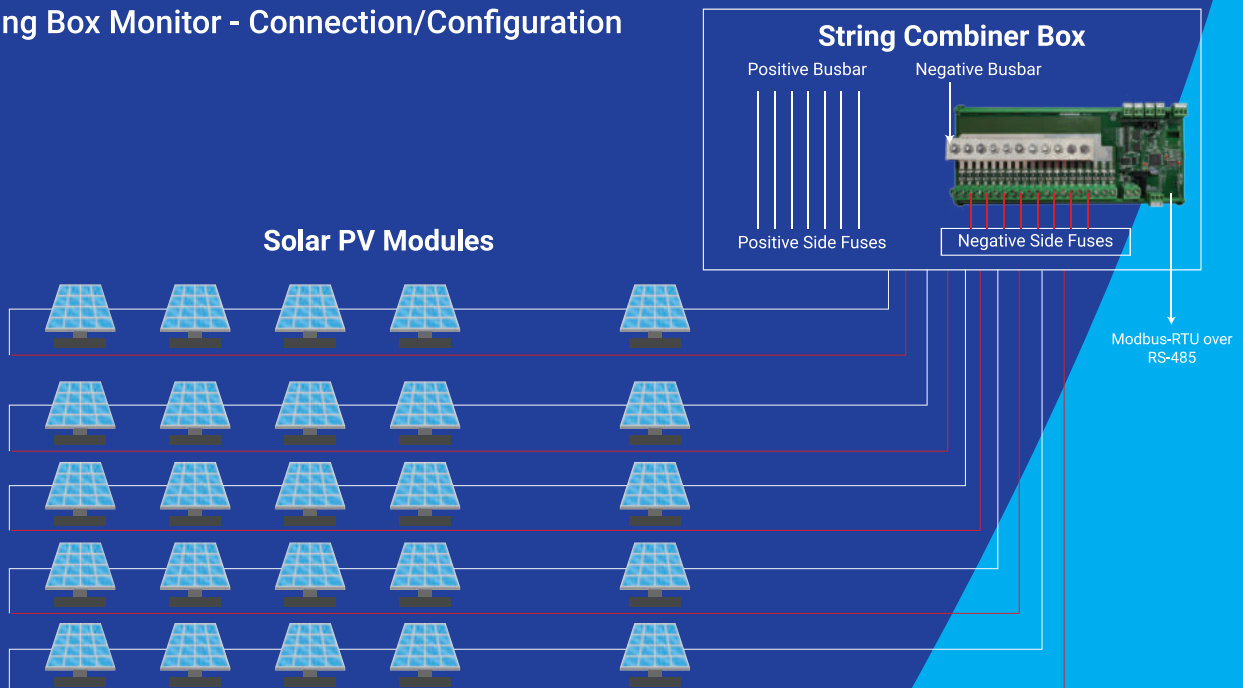 ng Box Monitor - Connection/Configuration
String Combiner Box
Positive Busbar
Negative Busbar
Positive Side Fuses
Negative Side Fuses
Solar PV Modules
Modbus-RTU over
RS-485